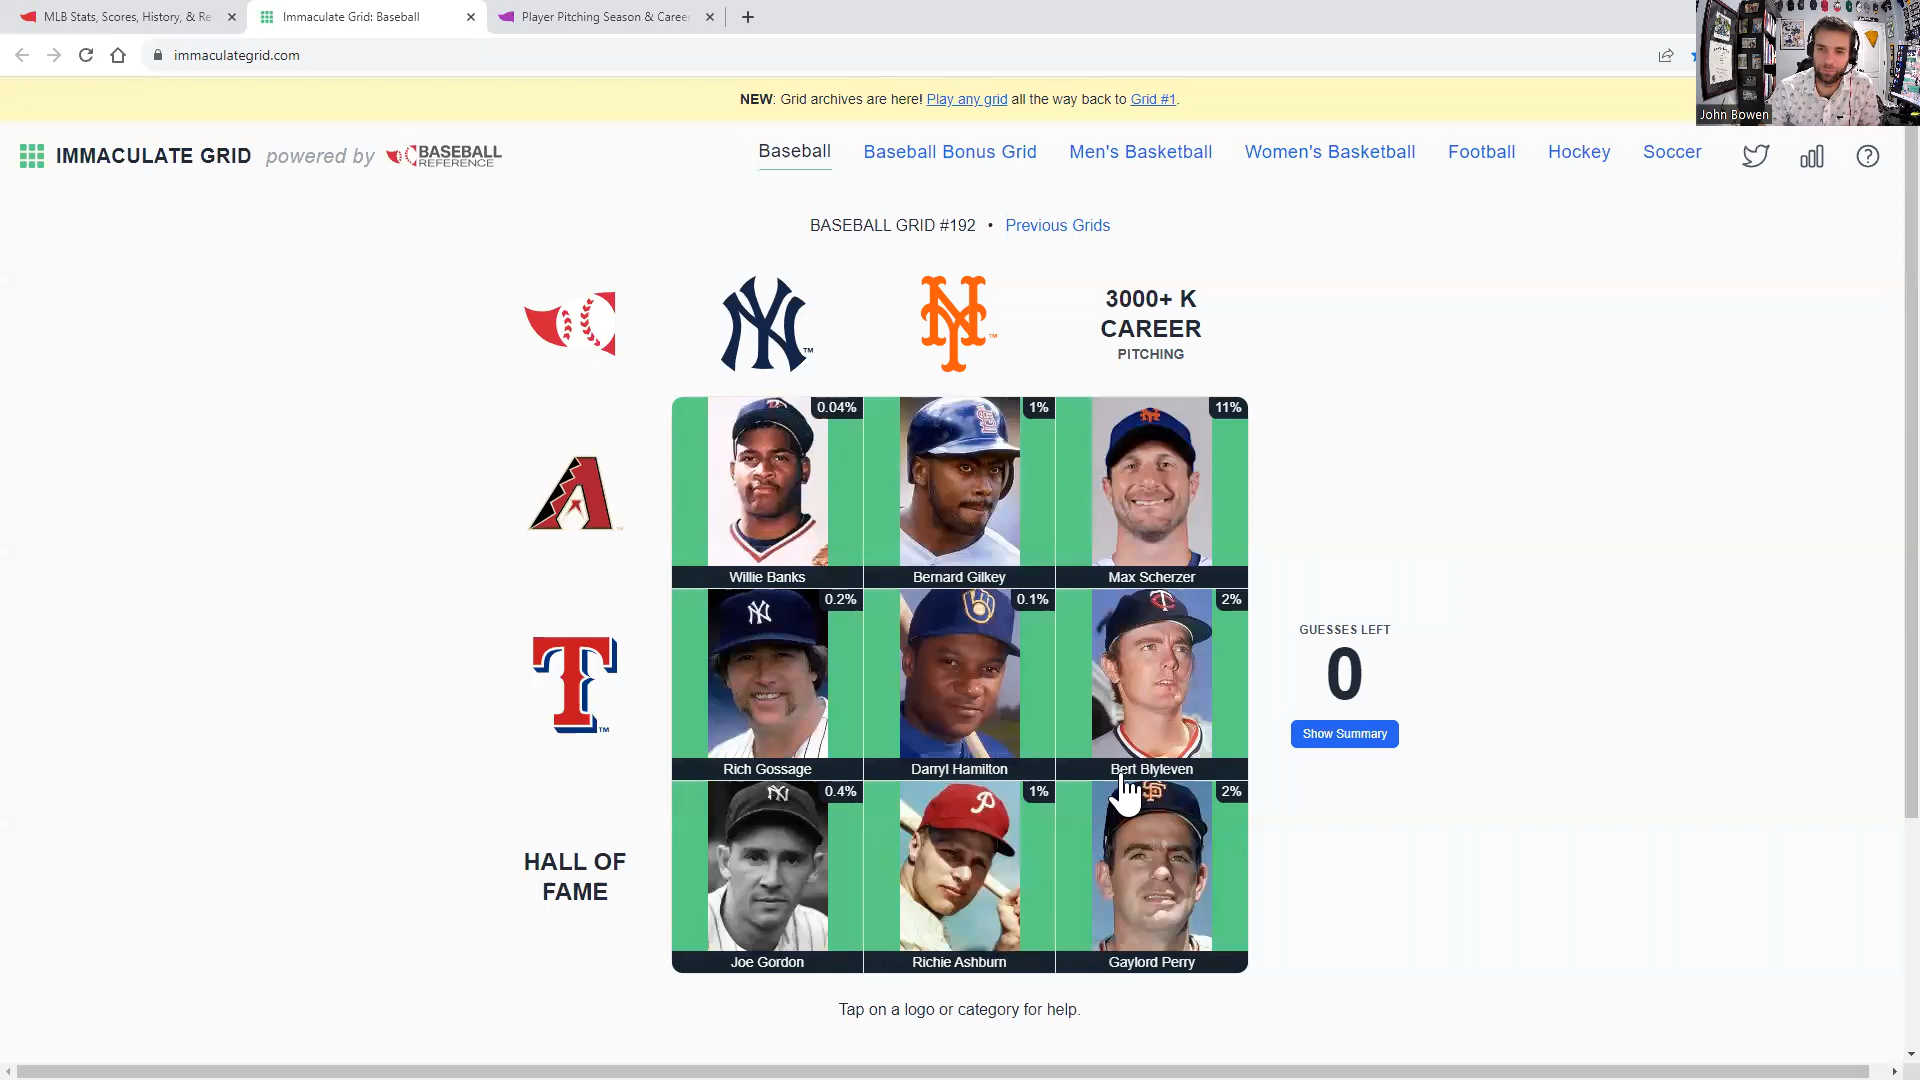 MLB Stats, Scores, History, & Re
Immaculate Grid: Baseball
Player Pitching Season & Caree
immaculategrid.com
John Bowen
NEW: Grid archives are here! Play any grid all the way back to Grid #1.
IMMACULATE GRID powered by BASEBALL REFERENCE
Baseball
Baseball Bonus Grid
Men's Basketball
Women's Basketball
Football
Hockey
Soccer
BASEBALL GRID #192 • Previous Grids
3000+ K
CAREER
PITCHING
0.04%
1%
11%
Willie Banks
Bernard Gilkey
Max Scherzer
0.2%
0.1%
2%
Rich Gossage
Darryl Hamilton
Bert Blyleven
GUESSES LEFT
0
Show Summary
HALL OF
FAME
0.4%
1%
2%
Joe Gordon
Richie Ashburn
Gaylord Perry
Tap on a logo or category for help.